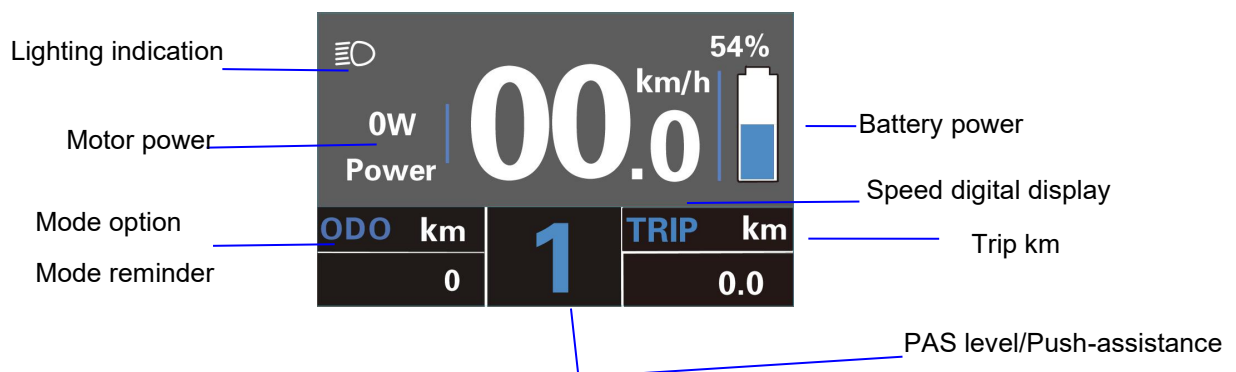 Lighting indication
54%
km/h
00.0
0W
Power
Motor power
Battery power
Speed digital display
Mode option
Mode reminder
ODO km
0
1
TRIP km
0.0
Trip km
PAS level/Push-assistance